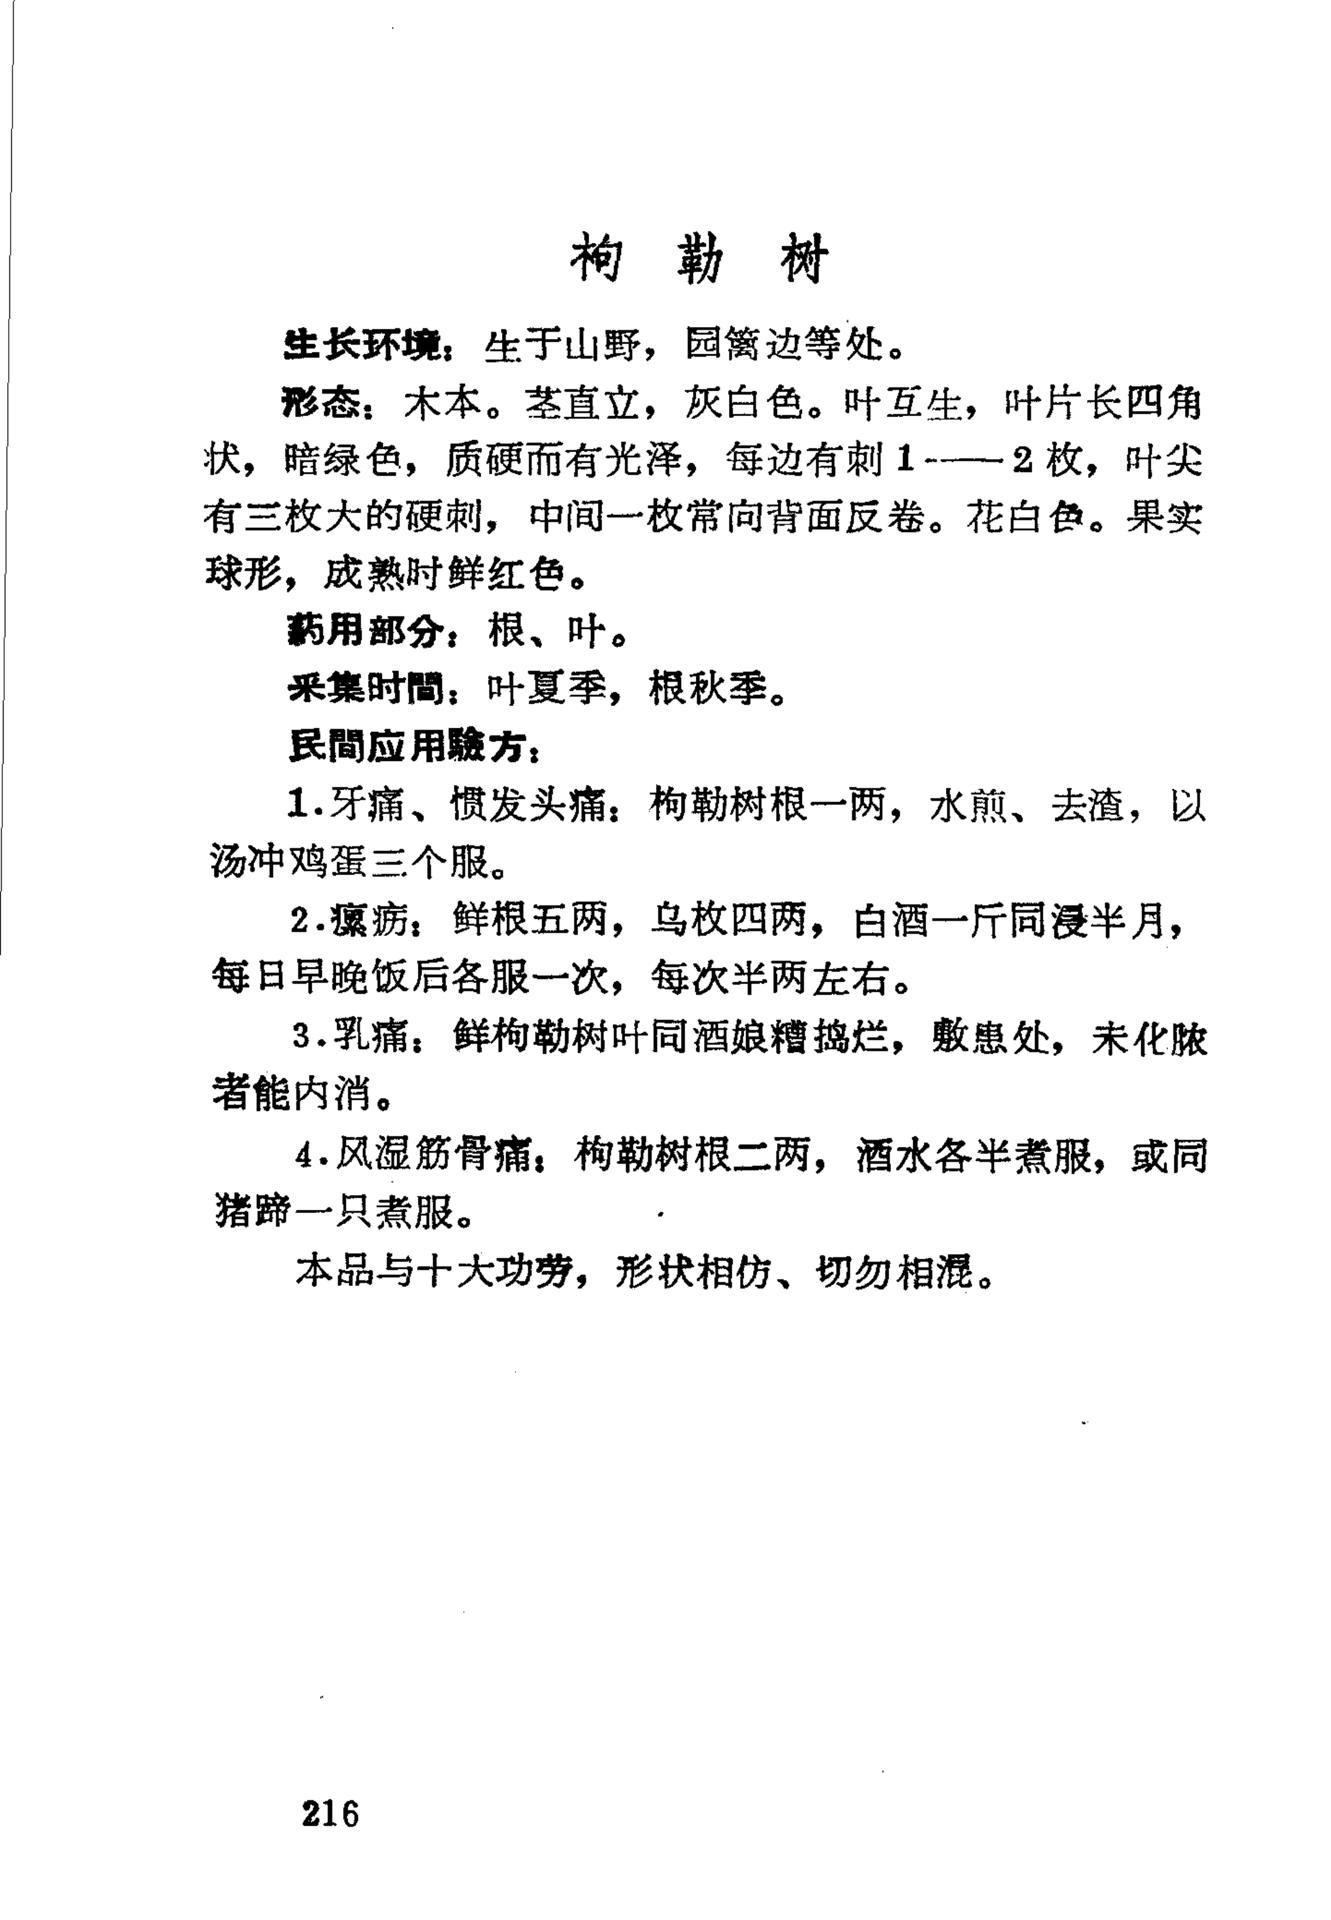 枸勒树
生长环境：生于山野，园篱边等处。
形态：木本。茎直立，灰白色。叶互生，叶片长四角
状，暗绿色，质硬而有光泽，每边有刺1——2枚，叶尖
有三枚大的硬刺，中间一枚常向背面反卷。花白色。果实
球形，成熟时鲜红色。
药用部分：根、叶。
采集时間：叶夏季，根秋季。
民間应用驗方：
1.牙痛、惯发头痛：枸勒树根一两，水煎、去渣，以
汤冲鸡蛋三个服。
2.瘰疬：鲜根五两，乌枚四两，白酒一斤同浸半月，
每日早晚饭后各服一次，每次半两左右。
3.乳痛：鲜枸勒树叶同酒娘糟捣烂，敷患处，未化脓
者能内消。
4.风湿筋骨痛：枸勒树根二两，酒水各半煮服，或同
猪蹄一只煮服。
本品与十大功劳，形状相仿、切勿相混。
216